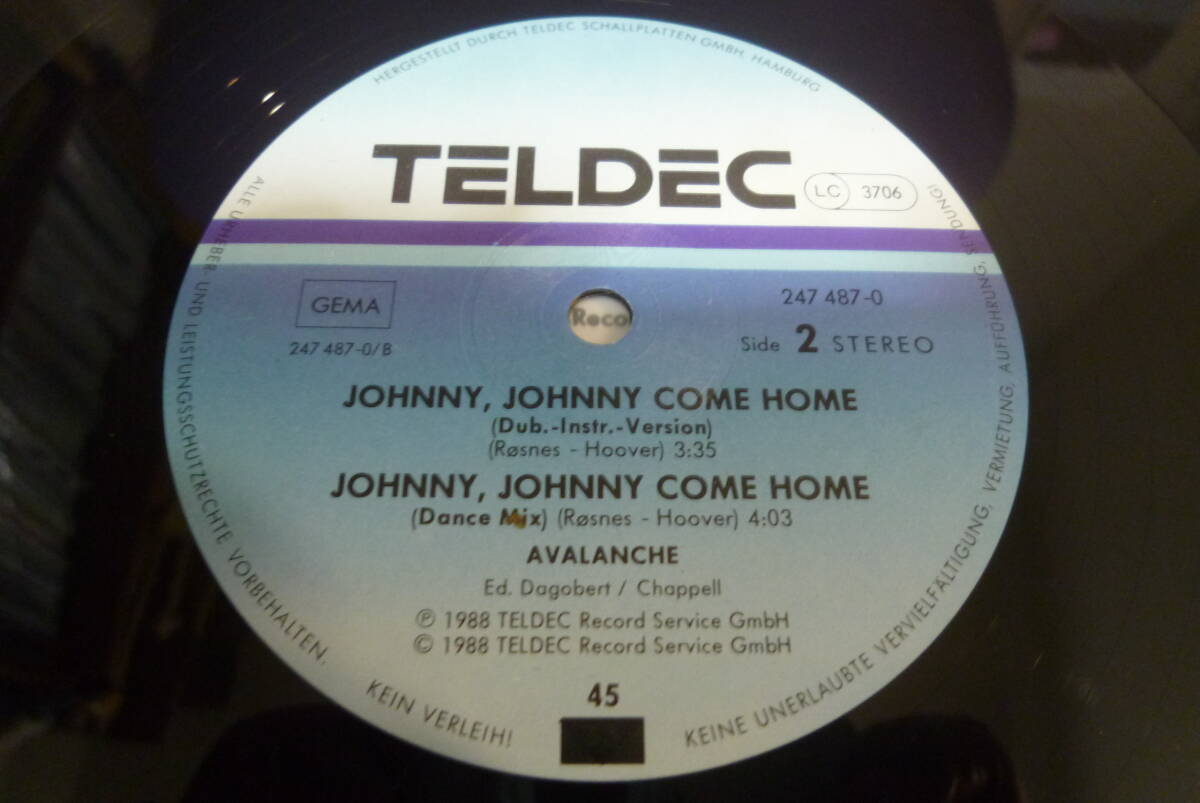 HERGESTELLT DURCH TELDEC SCHALLPLATTEN GMBH. HAMBURG
TELDEC
LC 3706
GEMA
247 487-0/B
Reco
247 487-0
Side 2 STEREO
JOHNNY, JOHNNY COME HOME
(Dub.-Instr.-Version)
(Røsnes - Hoover) 3:35
JOHNNY, JOHNNY COME HOME
(Dance Mix) (Røsnes - Hoover) 4:03
AVALANCHE
Ed. Dagobert / Chappell
℗ 1988 TELDEC Record Service GmbH
© 1988 TELDEC Record Service GmbH
45
ALLE URHEBER UND LEISTUNGSSCHUTZRECHTE VORBEHALTEN.
KEIN VERLEIH!
KEINE UNERLAUBTE VERVIELFÄLTIGUNG, VERMIETUNG, AUFFÜHRUNG, SENDUNG!